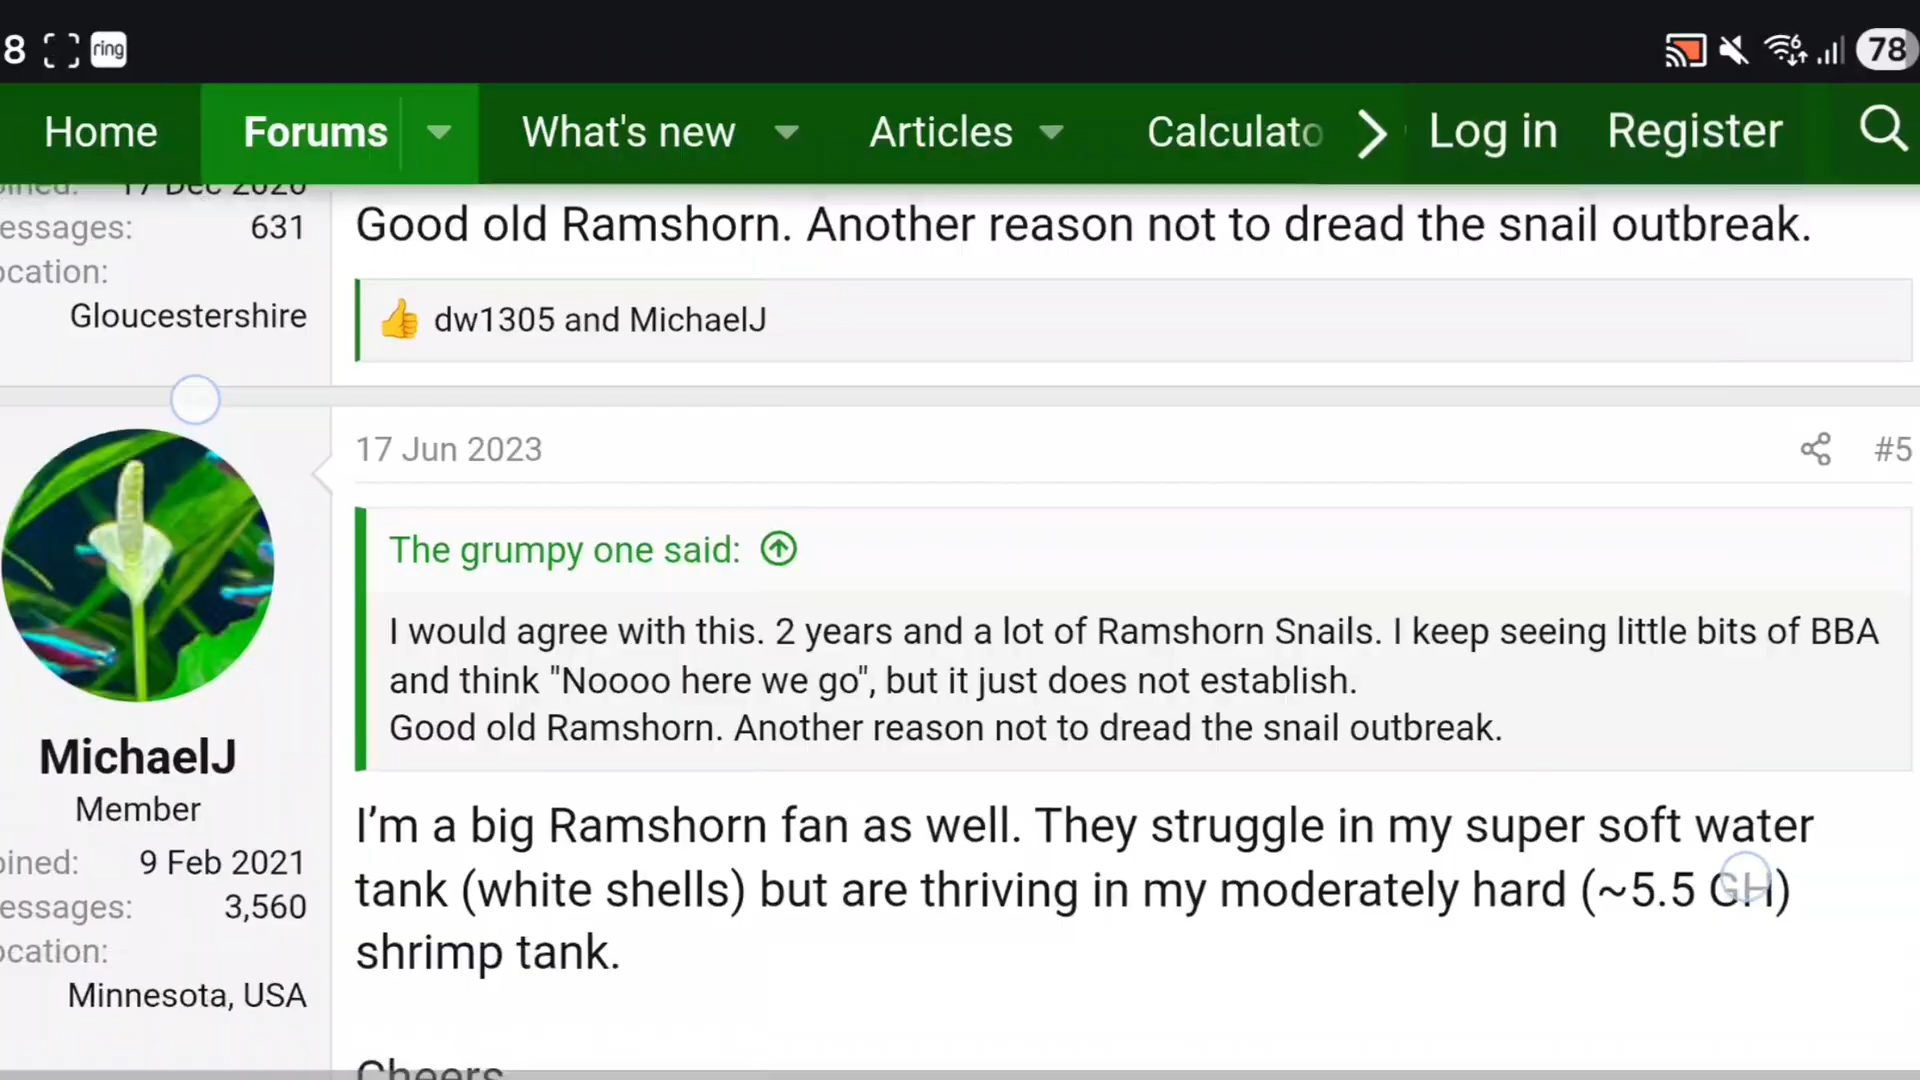 8 ring 78
Home Forums What's new Articles Calculato Log in Register
oined: 17 Dec 2020
essages: 631
ocation:
Gloucestershire
Good old Ramshorn. Another reason not to dread the snail outbreak.
dw1305 and MichaelJ
17 Jun 2023 #5
The grumpy one said:
I would agree with this. 2 years and a lot of Ramshorn Snails. I keep seeing little bits of BBA
and think "Noooo here we go", but it just does not establish.
Good old Ramshorn. Another reason not to dread the snail outbreak.
MichaelJ
Member
oined: 9 Feb 2021
essages: 3,560
ocation:
Minnesota, USA
I’m a big Ramshorn fan as well. They struggle in my super soft water
tank (white shells) but are thriving in my moderately hard (~5.5 GH)
shrimp tank.
Cheers